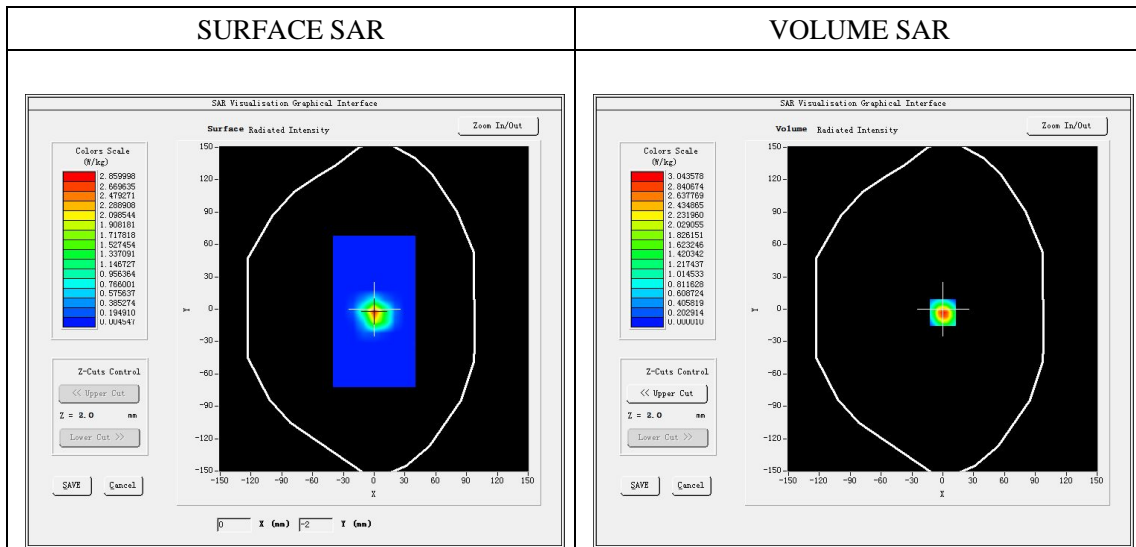 SURFACE SAR
VOLUME SAR
SAR Visualisation Graphical Interface
Surface Radiated Intensity
Zoom In/Out
Colors Scale
(W/kg)
2.859998
2.669635
2.479271
2.288908
2.098544
1.908181
1.717818
1.527454
1.337091
1.146727
0.956364
0.766001
0.575637
0.385274
0.194910
0.004547
150
120
90
60
30
0
-30
-60
-90
-120
-150
Y
-150 -120 -90 -60 -30 0 30 60 90 120 150
X
Z-Cuts Control
<< Upper Cut
Z = 2.0 mm
Lower Cut >>
SAVE Cancel
0 X (mm) -2 Y (mm)
SAR Visualisation Graphical Interface
Volume Radiated Intensity
Zoom In/Out
Colors Scale
(W/kg)
3.043578
2.840674
2.637769
2.434865
2.231960
2.029055
1.826151
1.623246
1.420342
1.217437
1.014533
0.811628
0.608724
0.405819
0.202914
0.000010
150
120
90
60
30
0
-30
-60
-90
-120
-150
Y
-150 -120 -90 -60 -30 0 30 60 90 120 150
X
Z-Cuts Control
<< Upper Cut
Z = 2.0 mm
Lower Cut >>
SAVE Cancel